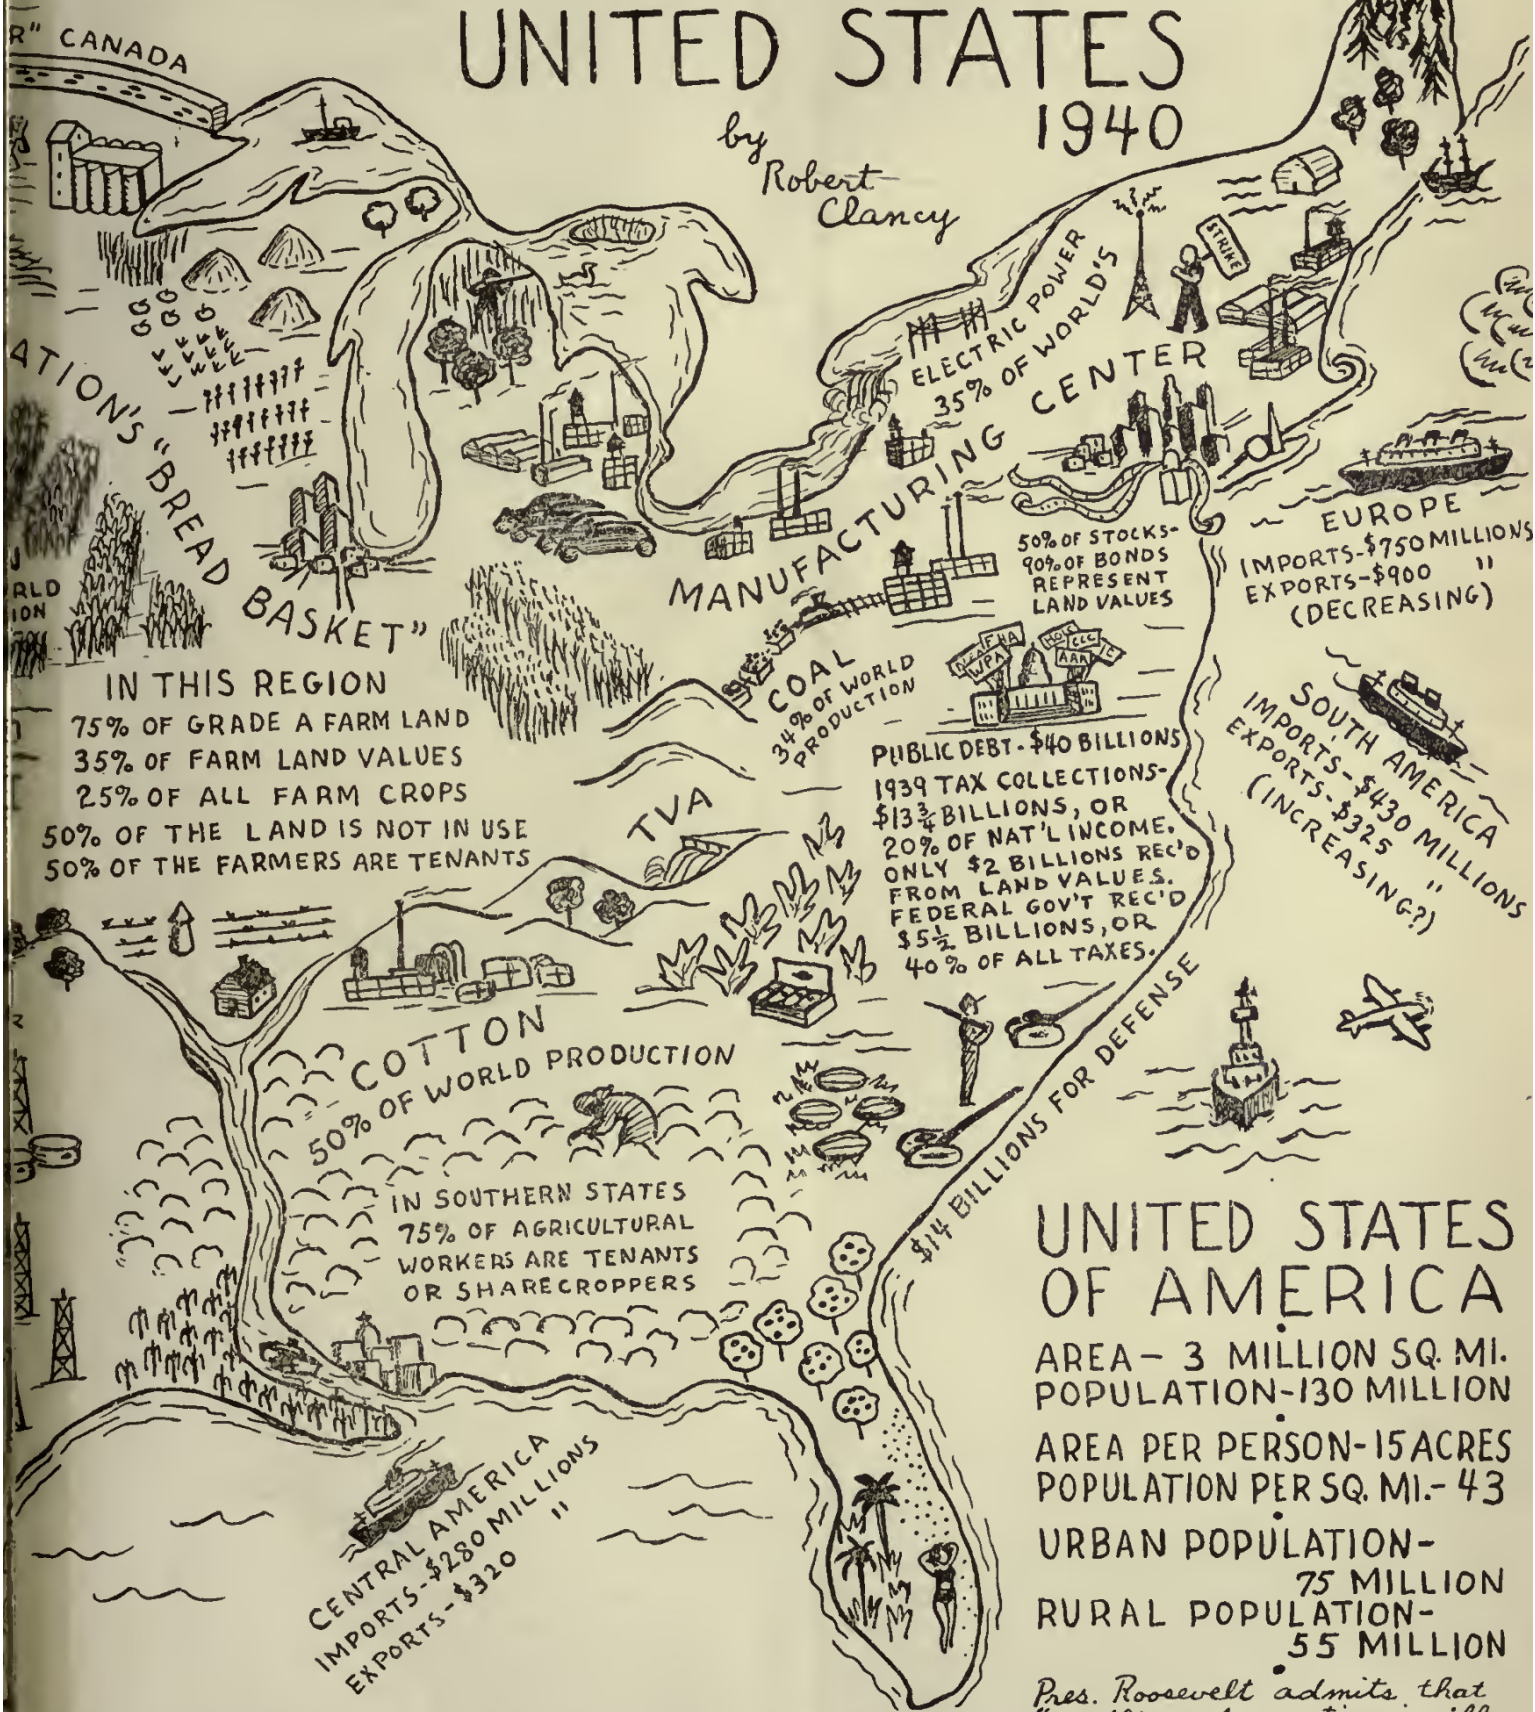 UNITED STATES
1940
by
Robert
Clancy
R" CANADA
ATION'S "BREAD BASKET"
RLD
ION
IN THIS REGION
75% OF GRADE A FARM LAND
35% OF FARM LAND VALUES
25% OF ALL FARM CROPS
50% OF THE LAND IS NOT IN USE
50% OF THE FARMERS ARE TENANTS
ELECTRIC POWER
35% OF WORLD'S
STRIKE
MANUFACTURING CENTER
50% OF STOCKS-
90% OF BONDS
REPRESENT
LAND VALUES
EUROPE
IMPORTS-$750 MILLIONS
EXPORTS-$900 "
(DECREASING)
COAL
34% OF WORLD
PRODUCTION
FHA
WPA
HOLC
CCC
AAA
PUBLIC DEBT-$40 BILLIONS
1939 TAX COLLECTIONS-
$13¾ BILLIONS, OR
20% OF NAT'L INCOME.
ONLY $2 BILLIONS REC'D
FROM LAND VALUES.
FEDERAL GOV'T REC'D
$5½ BILLIONS, OR
40% OF ALL TAXES.
SOUTH AMERICA
IMPORTS-$430 MILLIONS
EXPORTS-$325 "
(INCREASING?)
TVA
COTTON
50% OF WORLD PRODUCTION
IN SOUTHERN STATES
75% OF AGRICULTURAL
WORKERS ARE TENANTS
OR SHARECROPPERS
$14 BILLIONS FOR DEFENSE
CENTRAL AMERICA
IMPORTS-$280 MILLIONS
EXPORTS-$320 "
UNITED STATES
OF AMERICA
AREA- 3 MILLION SQ. MI.
POPULATION-130 MILLION
AREA PER PERSON-15 ACRES
POPULATION PER SQ. MI.- 43
URBAN POPULATION-
75 MILLION
RURAL POPULATION-
55 MILLION
Pres. Roosevelt admits that